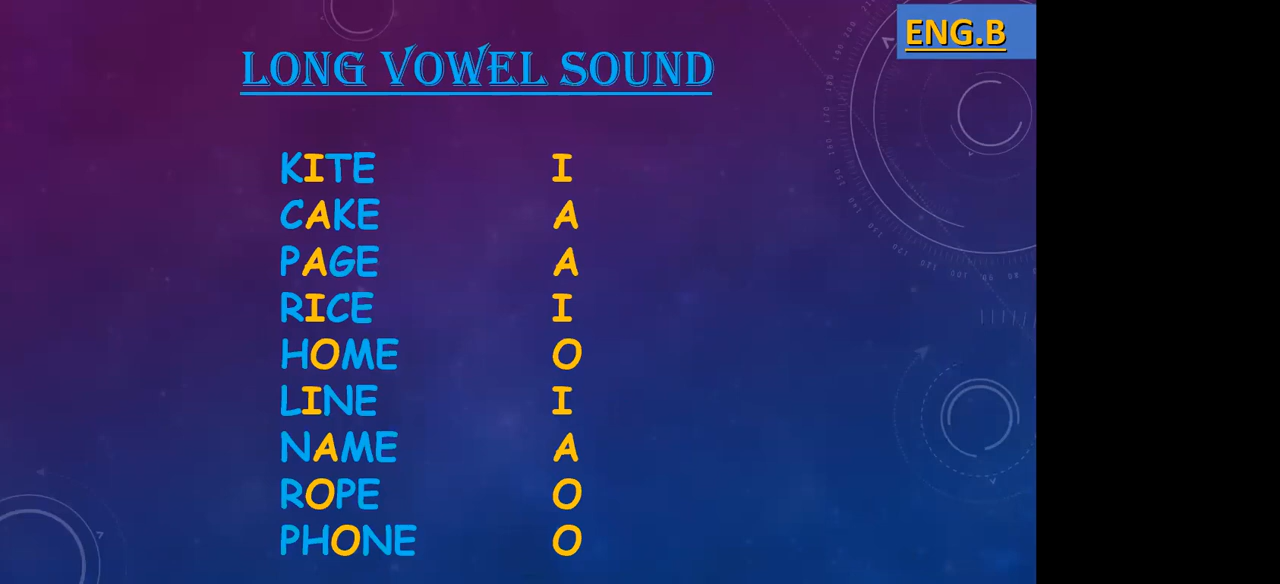 ENG.B
LONG VOWEL SOUND
KITE I
CAKE A
PAGE A
RICE I
HOME O
LINE I
NAME A
ROPE O
PHONE O